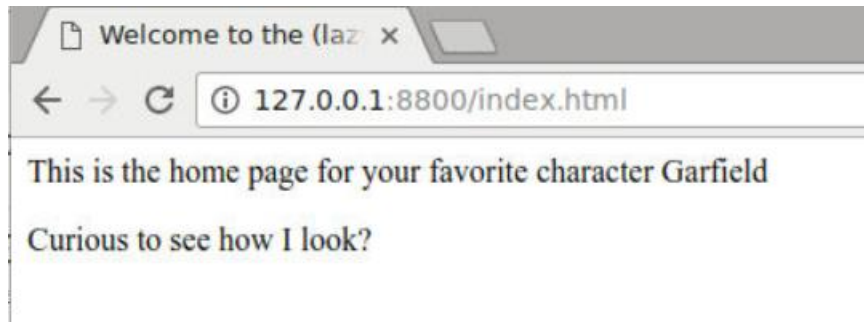 Welcome to the (laz
127.0.0.1:8800/index.html
This is the home page for your favorite character Garfield
Curious to see how I look?